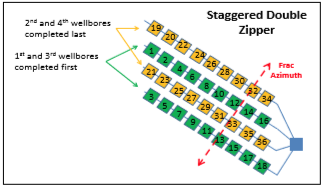 Staggered Double
Zipper
2nd and 4th wellbores
completed last
1st and 3rd wellbores
completed first
Frac
Azimuth
19 20 22 24 26 28 30 32 34
1 2 4 6 8 10 12 14 16
21 23 25 27 29 31 33 35 36
3 5 7 9 11 13 15 17 18